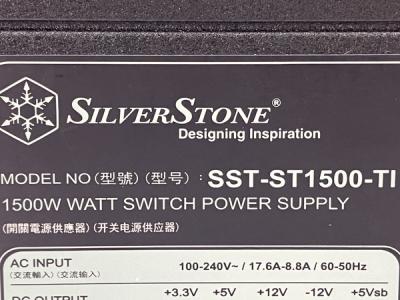 SILVERSTONE®
Designing Inspiration
MODEL NO (型號) (型号) : SST-ST1500-TI
1500W WATT SWITCH POWER SUPPLY
(開關電源供應器) (开关电源供应器)
AC INPUT 100-240V~ / 17.6A-8.8A / 60-50Hz
(交流輸入) (交流输入)
DC OUTPUT +3.3V +5V +12V -12V +5Vsb